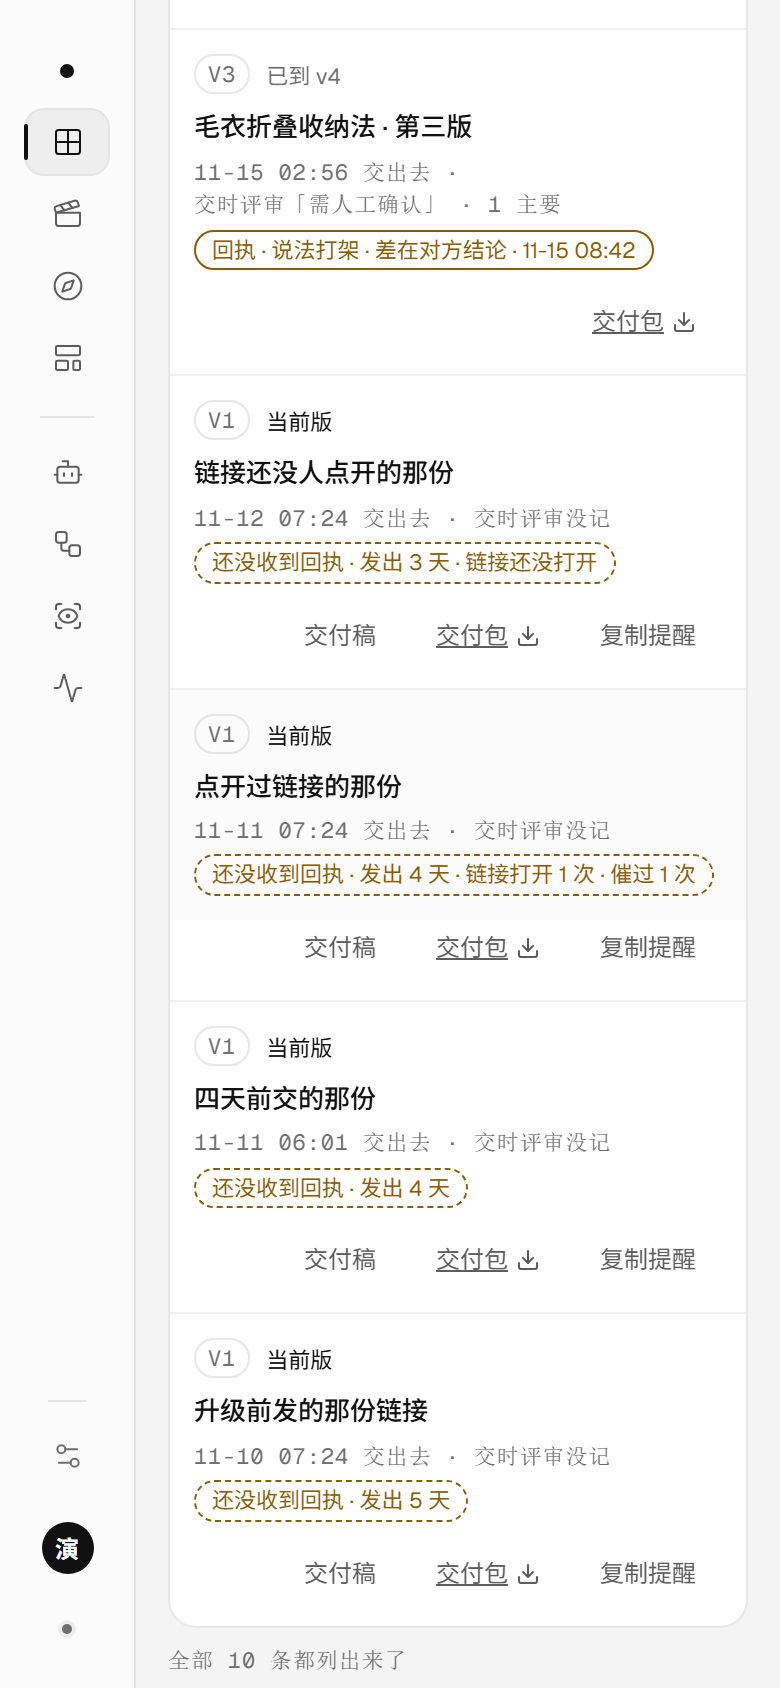 V3 已到 v4
毛衣折叠收纳法 · 第三版
11-15 02:56 交出去 ·
交时评审「需人工确认」 · 1 主要
回执 · 说法打架 · 差在对方结论 · 11-15 08:42
交付包
V1 当前版
链接还没人点开的那份
11-12 07:24 交出去 · 交时评审没记
还没收到回执 · 发出 3 天 · 链接还没打开
交付稿 交付包 复制提醒
V1 当前版
点开过链接的那份
11-11 07:24 交出去 · 交时评审没记
还没收到回执 · 发出 4 天 · 链接打开 1 次 · 催过 1 次
交付稿 交付包 复制提醒
V1 当前版
四天前交的那份
11-11 06:01 交出去 · 交时评审没记
还没收到回执 · 发出 4 天
交付稿 交付包 复制提醒
V1 当前版
升级前发的那份链接
11-10 07:24 交出去 · 交时评审没记
还没收到回执 · 发出 5 天
演
交付稿 交付包 复制提醒
全部 10 条都列出来了